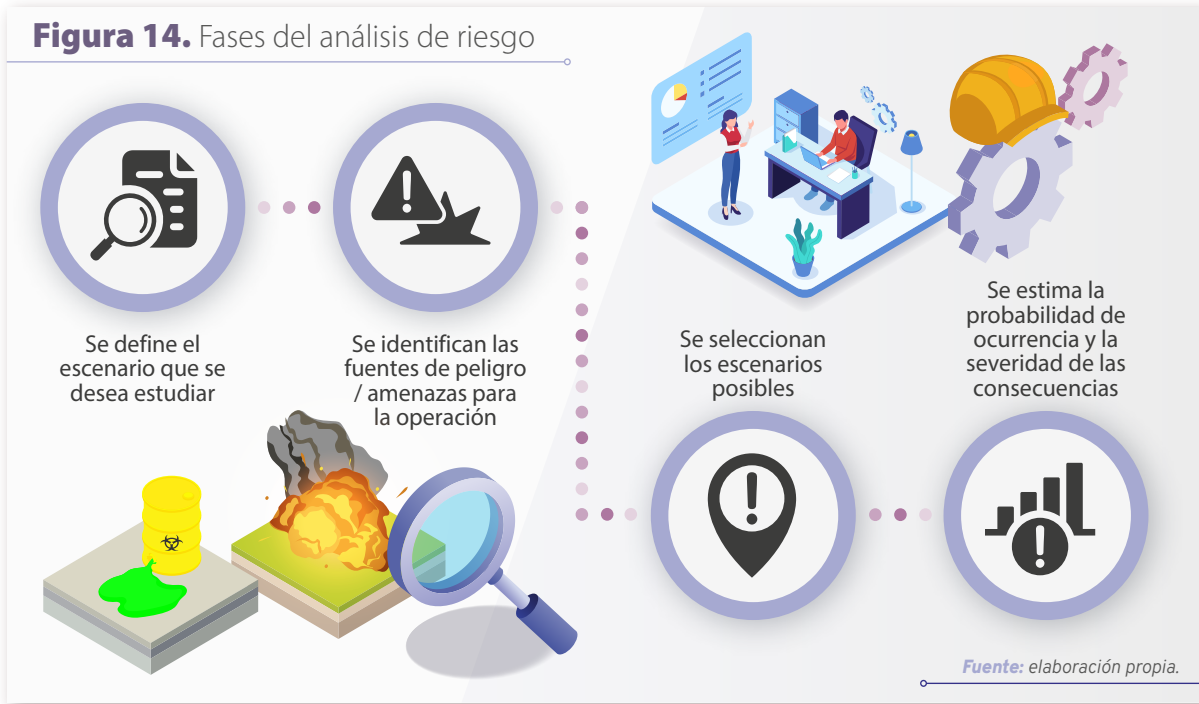 Figura 14. Fases del análisis de riesgo
Se define el
escenario que se
desea estudiar
Se identifican las
fuentes de peligro
/ amenazas para
la operación
Se seleccionan
los escenarios
posibles
Se estima la
probabilidad de
ocurrencia y la
severidad de las
consecuencias
Fuente: elaboración propia.